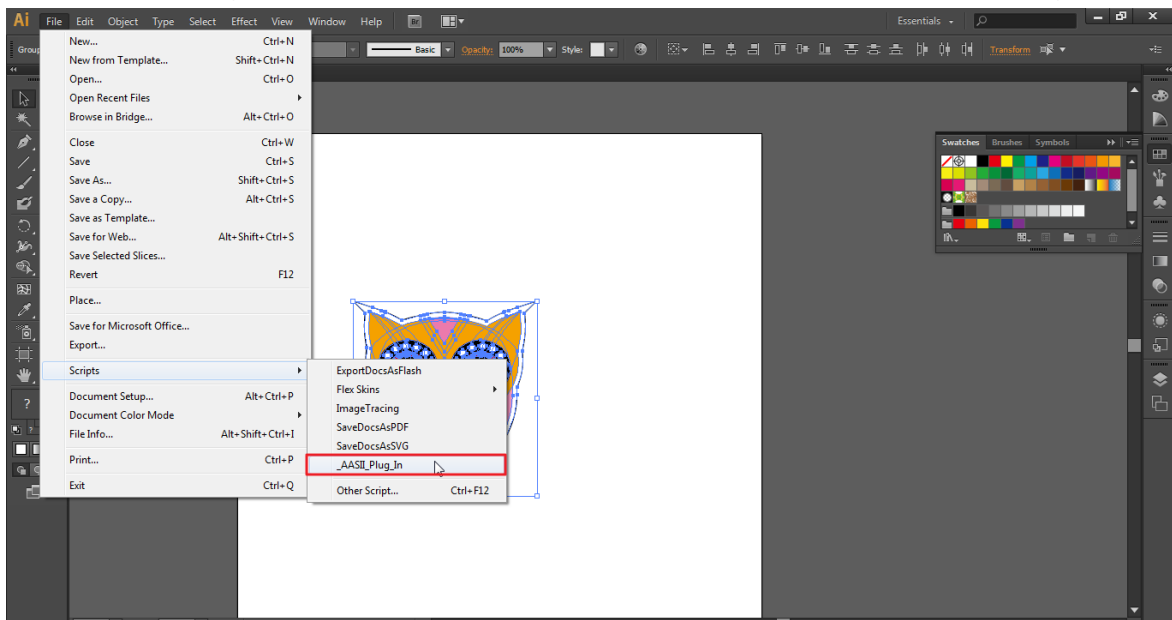 Ai File Edit Object Type Select Effect View Window Help Br Essentials
Group Basic Opacity: 100% Style: Transform
New... Ctrl+N
New from Template... Shift+Ctrl+N
Open... Ctrl+O
Open Recent Files
Browse in Bridge... Alt+Ctrl+O
Close Ctrl+W
Save Ctrl+S
Save As... Shift+Ctrl+S
Save a Copy... Alt+Ctrl+S
Save as Template...
Save for Web... Alt+Shift+Ctrl+S
Save Selected Slices...
Revert F12
Place...
Save for Microsoft Office...
Export...
Scripts
Document Setup... Alt+Ctrl+P
Document Color Mode
File Info... Alt+Shift+Ctrl+I
Print... Ctrl+P
Exit Ctrl+Q
ExportDocsAsFlash
Flex Skins
ImageTracing
SaveDocsAsPDF
SaveDocsAsSVG
_AASII_Plug_In
Other Script... Ctrl+F12
Swatches Brushes Symbols